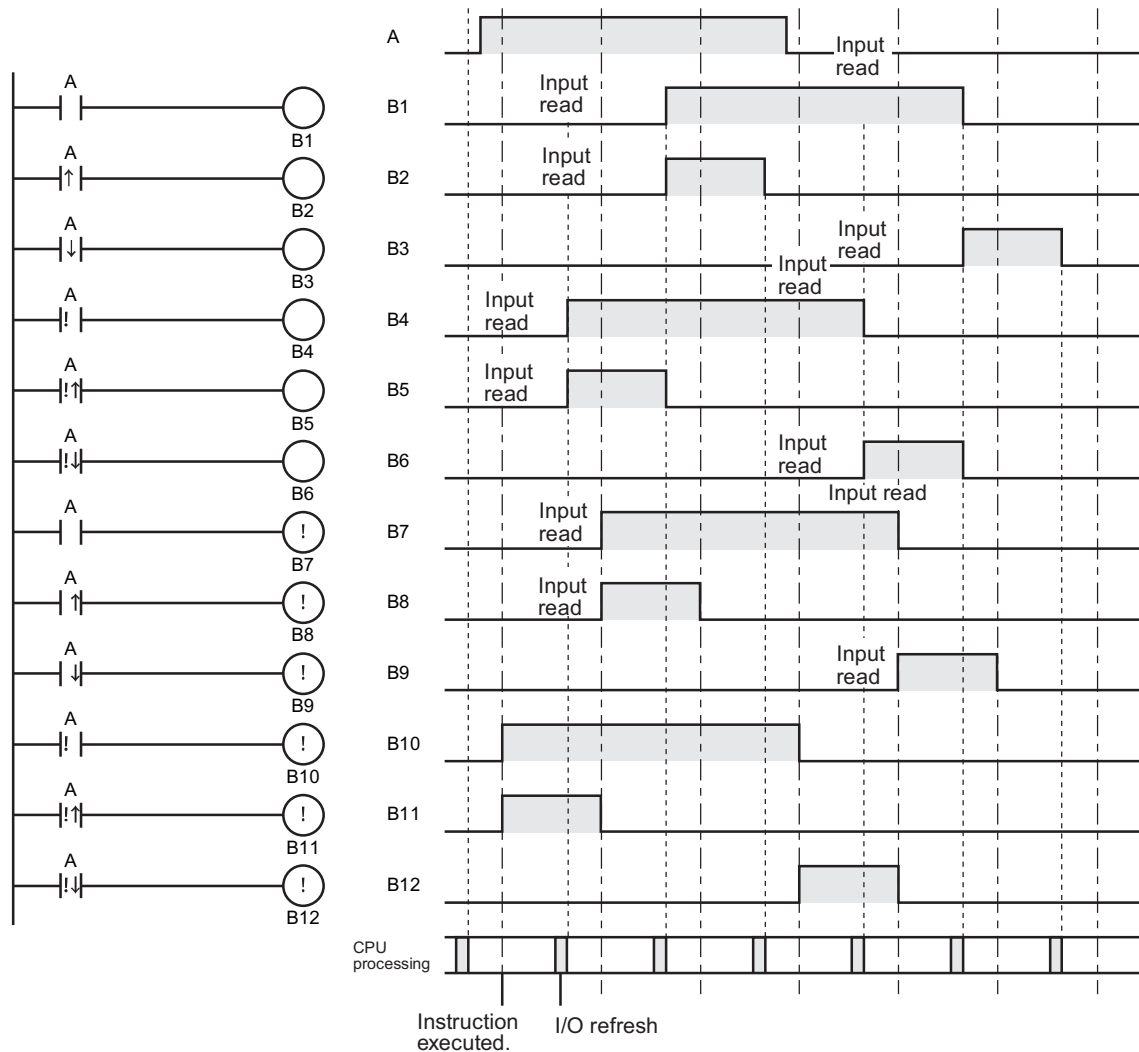 A
Input
read
A
B1
B1
Input
read
A
↑
B2
B2
Input
read
A
↓
B3
B3
Input
read
Input
read
A
!
B4
B4
Input
read
A
!↑
B5
B5
Input
read
A
!↓
B6
B6
Input
read
Input read
A
!
B7
B7
Input
read
A
↑
!
B8
B8
Input
read
A
↓
!
B9
B9
Input
read
A
!
!
B10
B10
A
!↑
!
B11
B11
A
!↓
!
B12
B12
CPU
processing
Instruction
executed.
I/O refresh